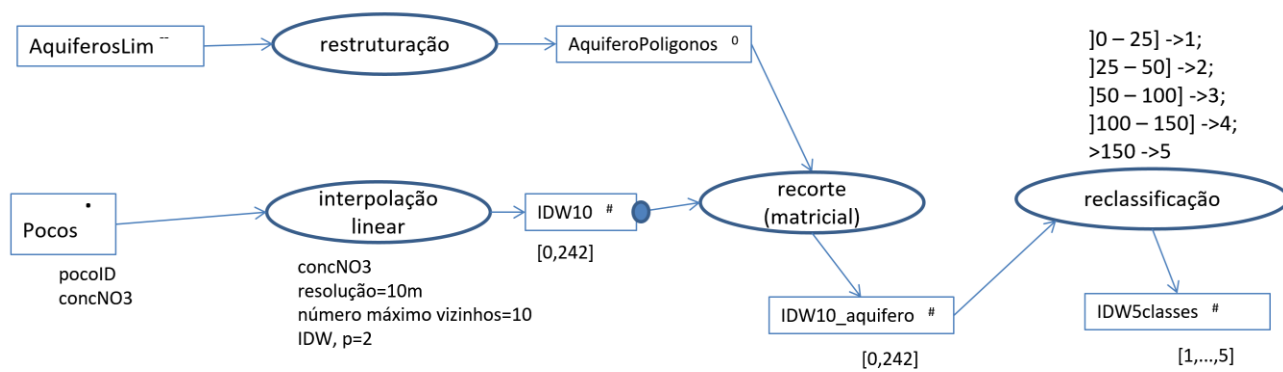 AquiferosLim --
restruturação
AquiferoPoligonos 0
]0 – 25] ->1;
]25 – 50] ->2;
]50 – 100] ->3;
]100 – 150] ->4;
>150 ->5
Pocos
pocoID
concNO3
interpolação
linear
concNO3
resolução=10m
número máximo vizinhos=10
IDW, p=2
IDW10 #
[0,242]
recorte
(matricial)
IDW10_aquifero #
[0,242]
reclassificação
IDW5classes #
[1,...,5]